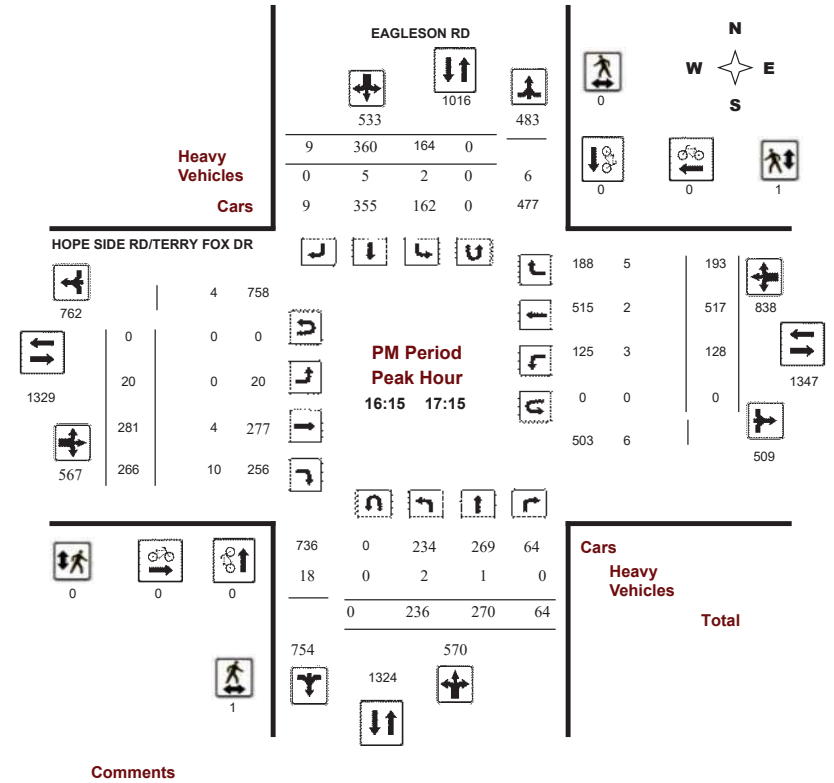 EAGLESON RD
N
W E
S
1016
0
533 483
9 360 164 0
Heavy
Vehicles
0 5 2 0 6
0 0 1
Cars 9 355 162 0 477
HOPE SIDE RD/TERRY FOX DR
188 5 193
4 758
762
515 2 517 838
0 0 0
PM Period
Peak Hour
125 3 128
20 0 20
1347
1329
16:15 17:15
0 0 0
281 4 277
503 6
509
567 266 10 256
736 0 234 269 64 Cars
18 0 2 1 0 Heavy
Vehicles
0 0 0
0 236 270 64 Total
754 570
1324
1
Comments